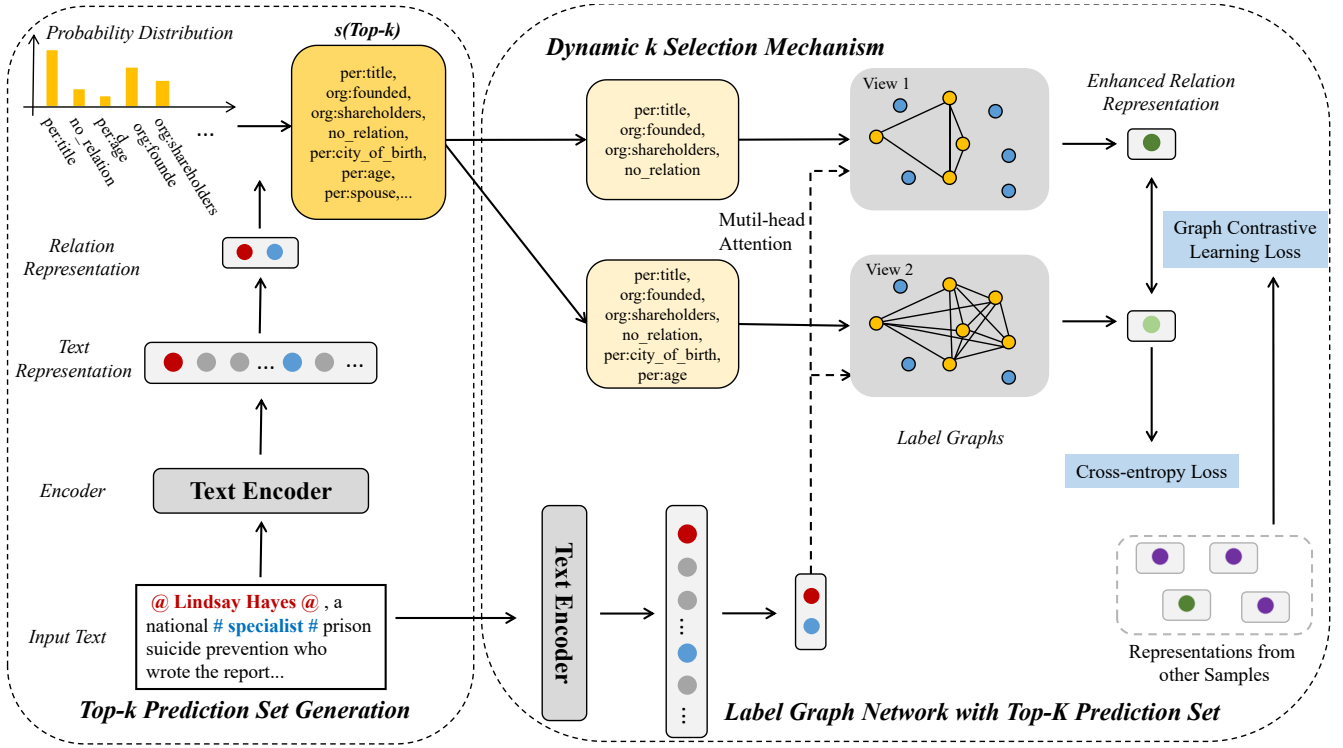 Probability Distribution
per:title
no_relation
per:age
d
org:founde
org:shareholders
...
s(Top-k)
per:title,
org:founded,
org:shareholders,
no_relation,
per:city_of_birth,
per:age,
per:spouse,...
Relation
Representation
Text
Representation
...
...
Encoder
Text Encoder
Input Text
@ Lindsay Hayes @ , a
national # specialist # prison
suicide prevention who
wrote the report...
Top-k Prediction Set Generation
Dynamic k Selection Mechanism
per:title,
org:founded,
org:shareholders,
no_relation
View 1
Enhanced Relation
Representation
Mutil-head
Attention
Graph Contrastive
Learning Loss
per:title,
org:founded,
org:shareholders,
no_relation,
per:city_of_birth,
per:age
View 2
Label Graphs
Cross-entropy Loss
Text Encoder
...
...
Representations from
other Samples
Label Graph Network with Top-K Prediction Set